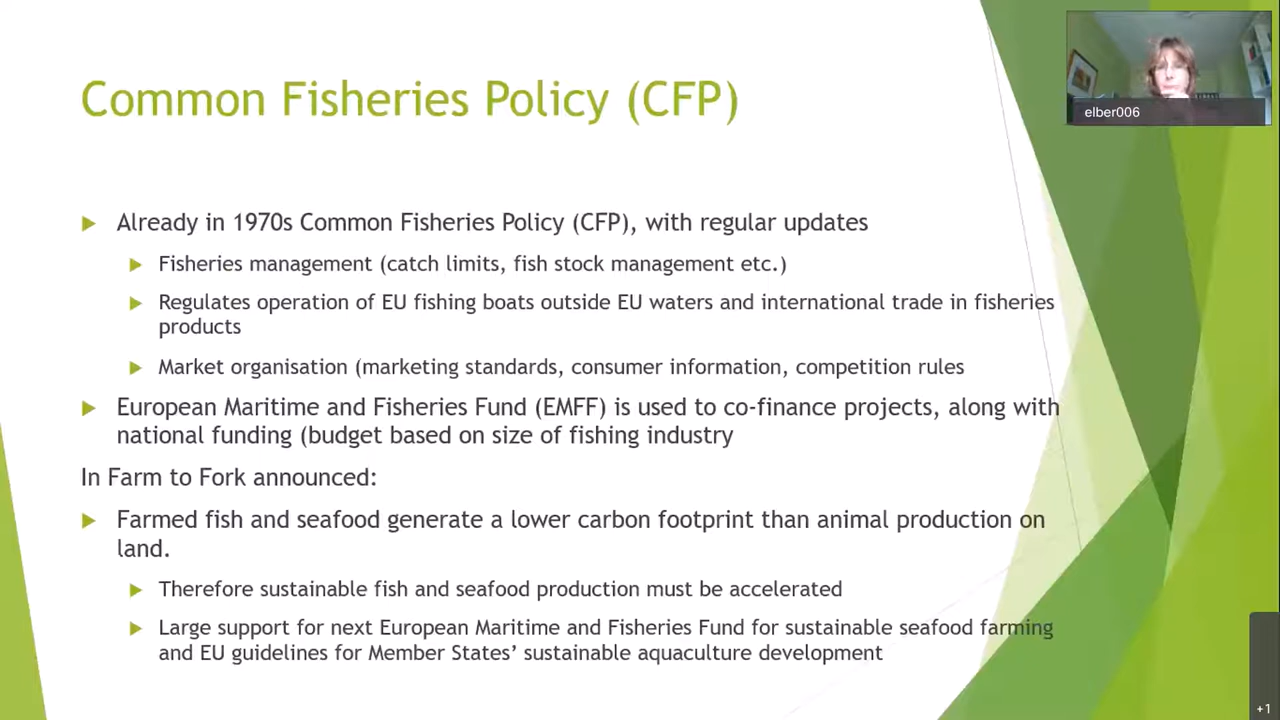 Common Fisheries Policy (CFP)
elber006
Already in 1970s Common Fisheries Policy (CFP), with regular updates
Fisheries management (catch limits, fish stock management etc.)
Regulates operation of EU fishing boats outside EU waters and international trade in fisheries
products
Market organisation (marketing standards, consumer information, competition rules
European Maritime and Fisheries Fund (EMFF) is used to co-finance projects, along with
national funding (budget based on size of fishing industry
In Farm to Fork announced:
Farmed fish and seafood generate a lower carbon footprint than animal production on
land.
Therefore sustainable fish and seafood production must be accelerated
Large support for next European Maritime and Fisheries Fund for sustainable seafood farming
and EU guidelines for Member States’ sustainable aquaculture development
+1